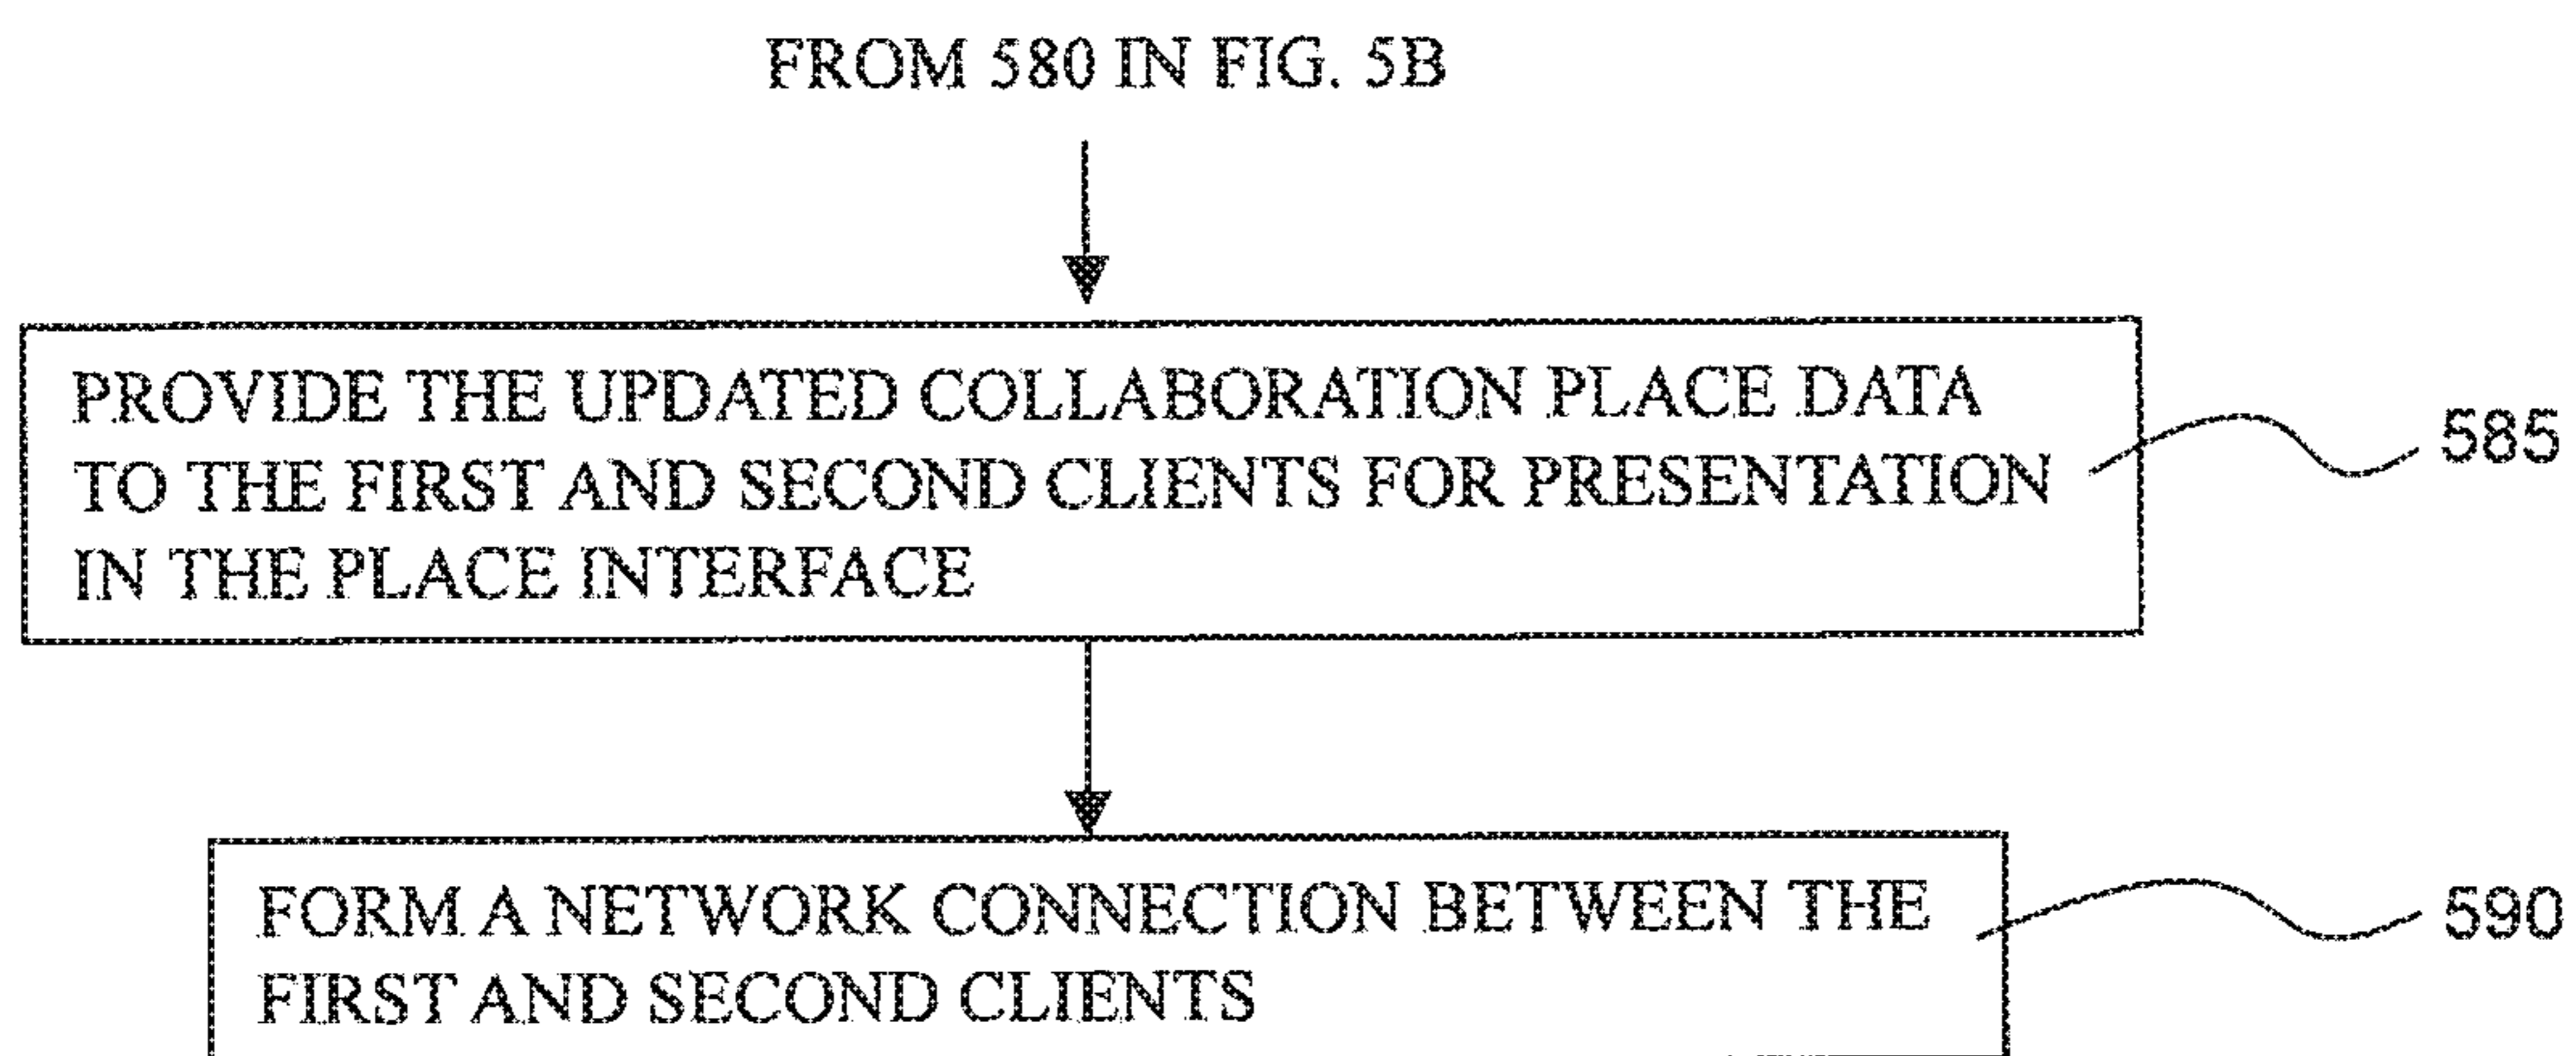 FROM 580 IN FIG. 5B
PROVIDE THE UPDATED COLLABORATION PLACE DATA
TO THE FIRST AND SECOND CLIENTS FOR PRESENTATION
IN THE PLACE INTERFACE
585
FORM A NETWORK CONNECTION BETWEEN THE
FIRST AND SECOND CLIENTS
590